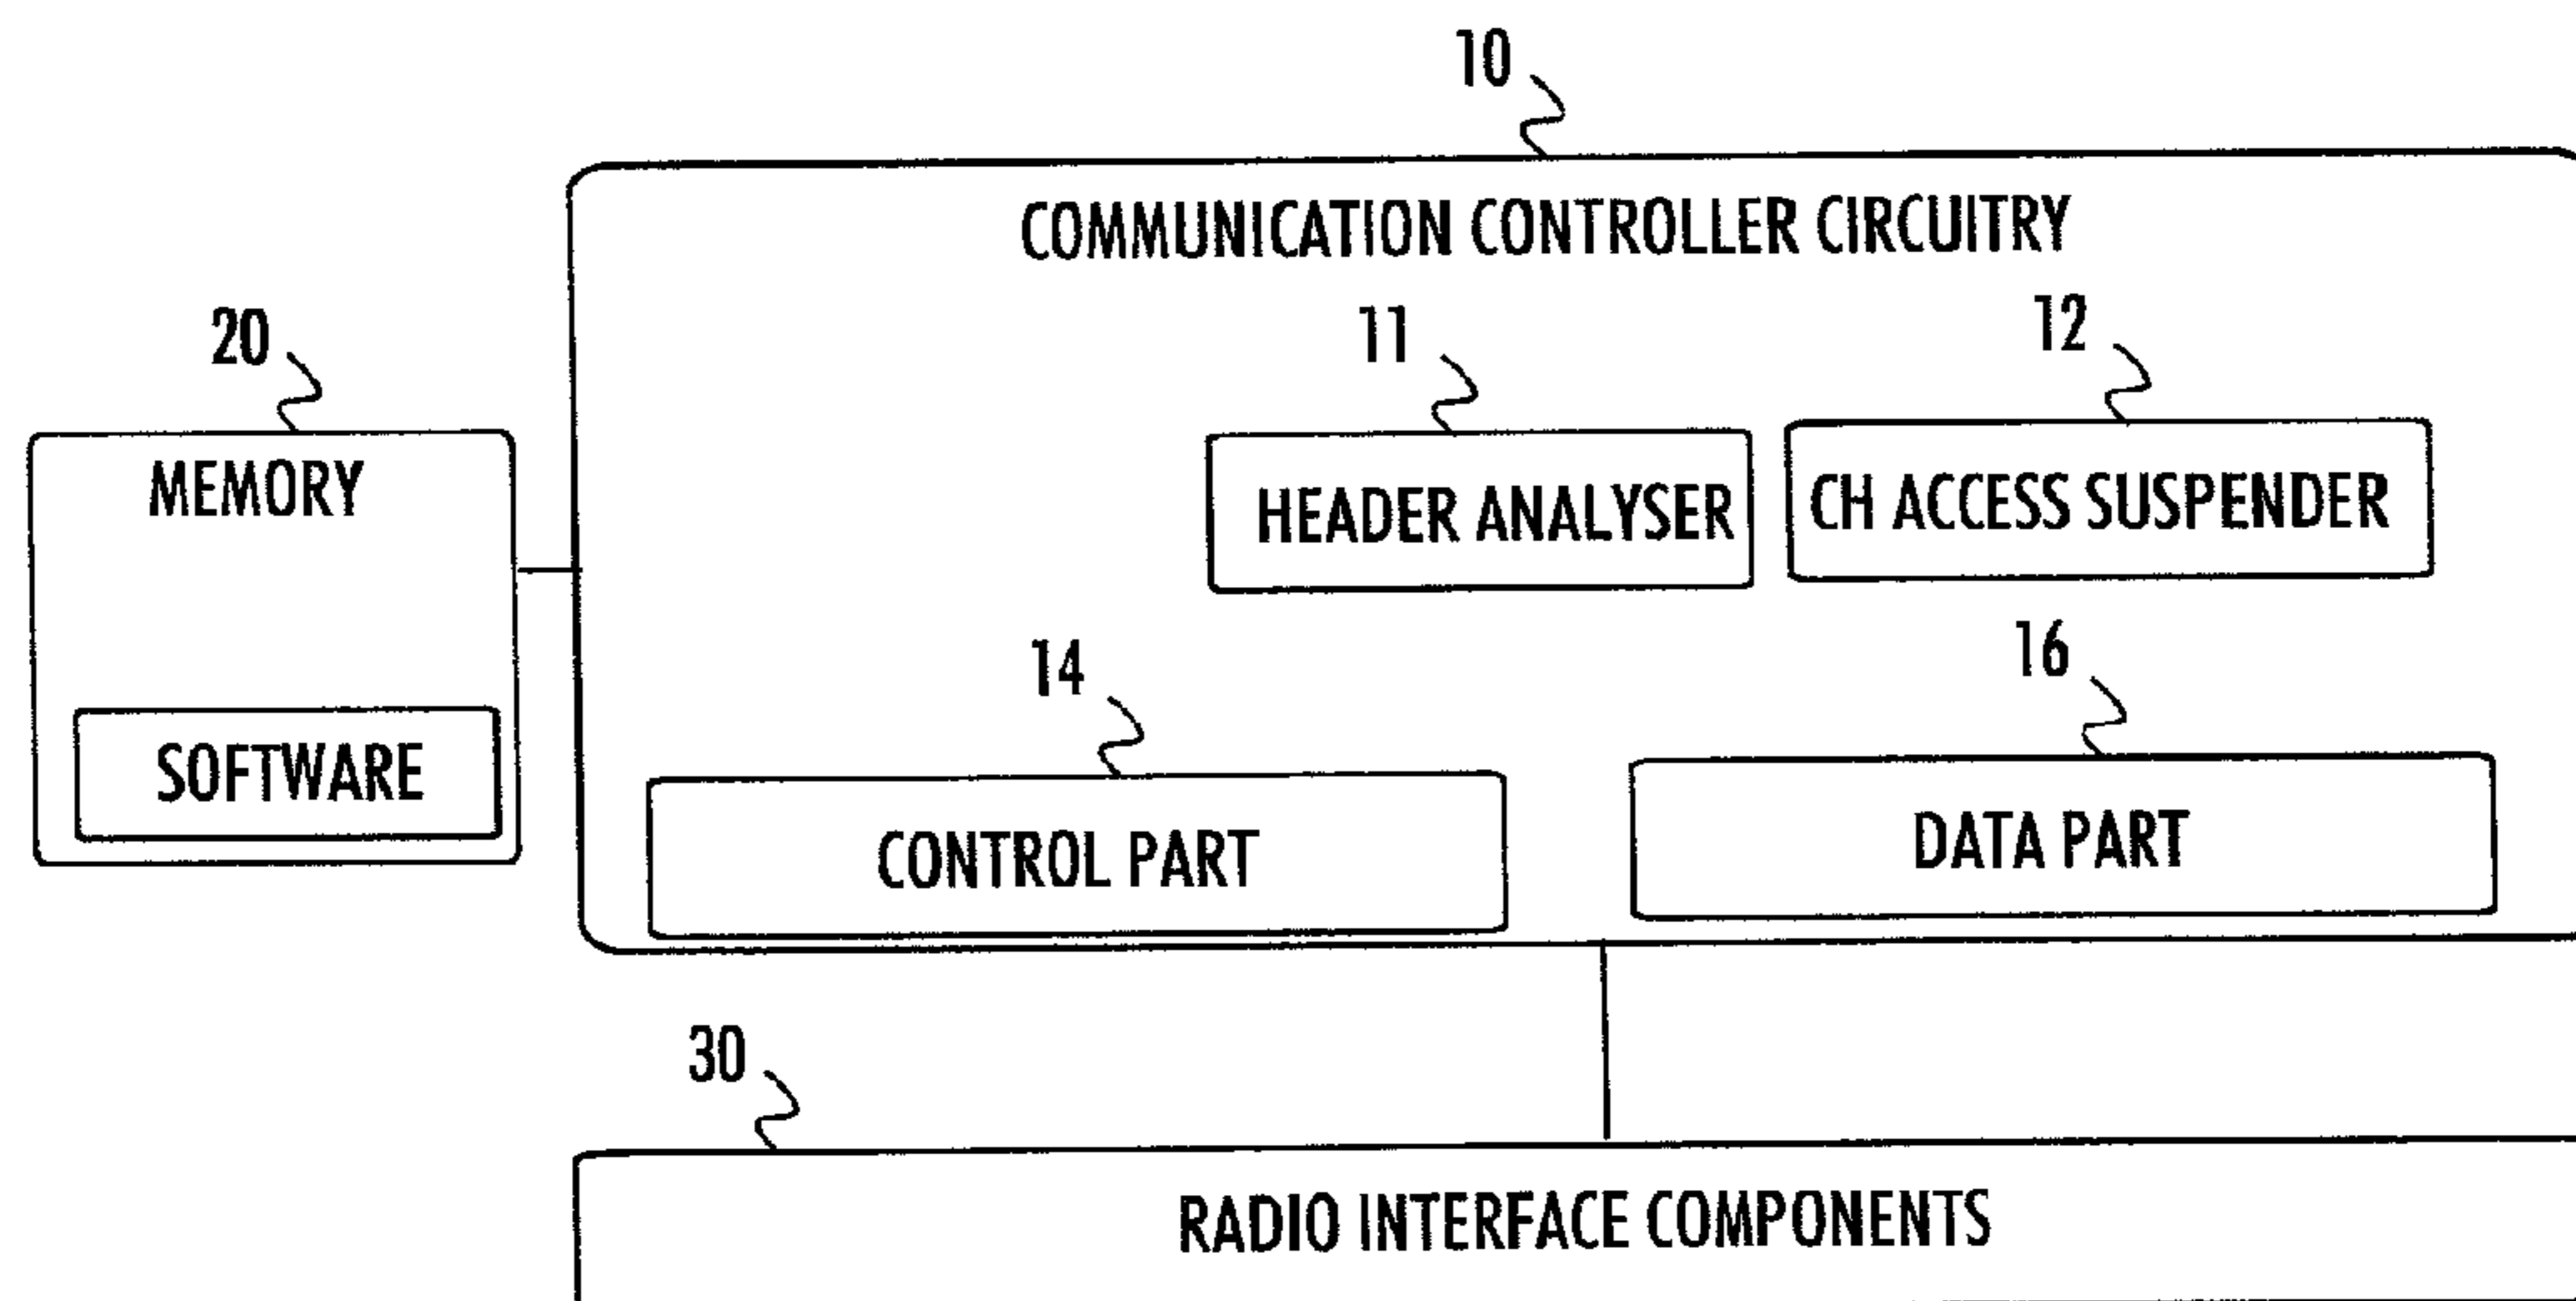 10
COMMUNICATION CONTROLLER CIRCUITRY
20
11
12
MEMORY
HEADER ANALYSER
CH ACCESS SUSPENDER
14
16
SOFTWARE
CONTROL PART
DATA PART
30
RADIO INTERFACE COMPONENTS